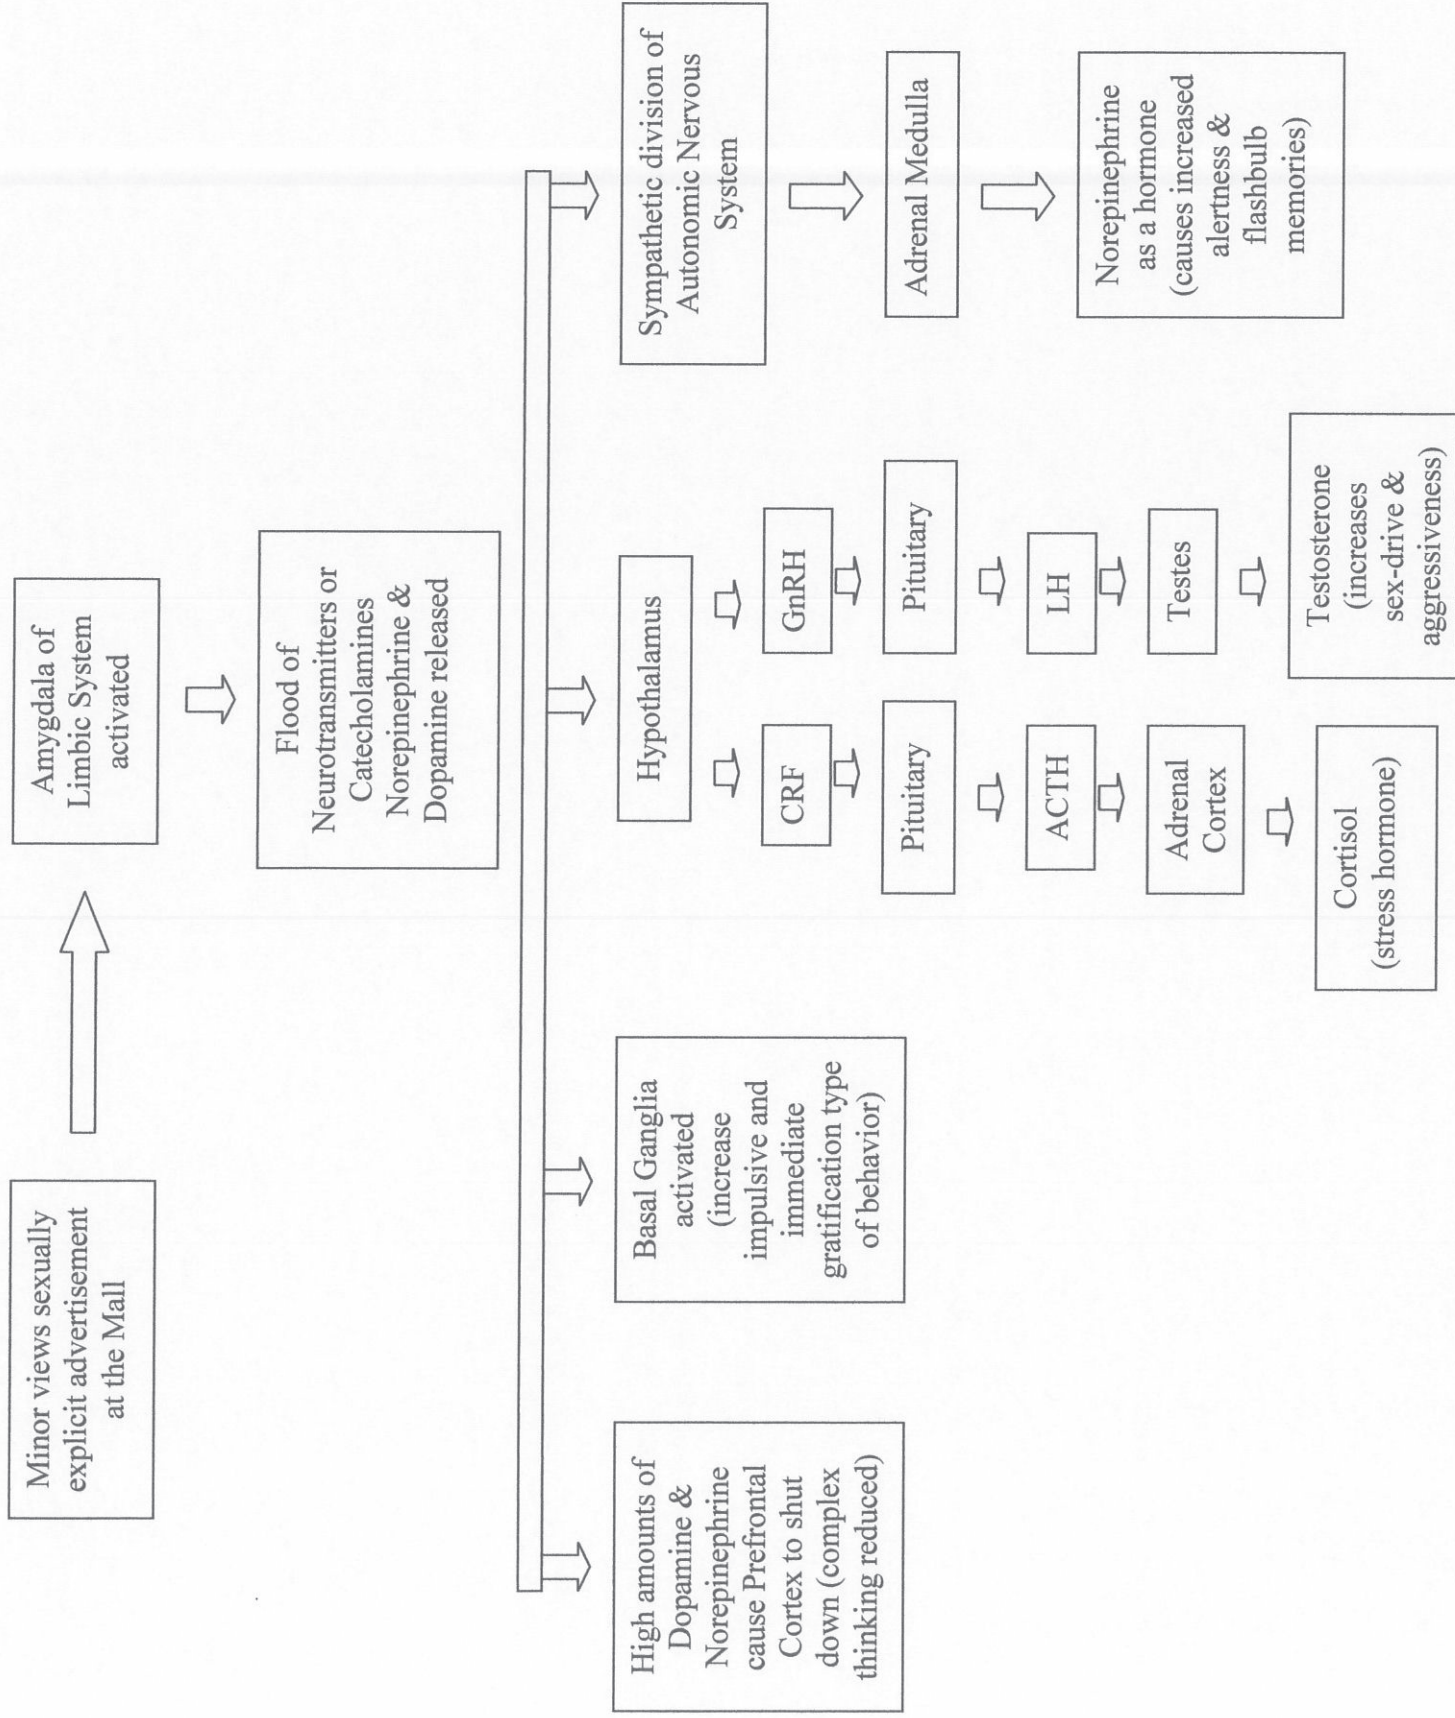 Minor views sexually
explicit advertisement
at the Mall
Amygdala of
Limbic System
activated
Flood of
Neurotransmitters or
Catecholamines
Norepinephrine &
Dopamine released
High amounts of
Dopamine &
Norepinephrine
cause Prefrontal
Cortex to shut
down (complex
thinking reduced)
Basal Ganglia
activated
(increase
impulsive and
immediate
gratification type
of behavior)
Hypothalamus
CRF
Pituitary
ACTH
Adrenal
Cortex
Cortisol
(stress hormone)
GnRH
Pituitary
LH
Testes
Testosterone
(increases
sex-drive &
aggressiveness)
Sympathetic division of
Autonomic Nervous
System
Adrenal Medulla
Norepinephrine
as a hormone
(causes increased
alertness &
flashbulb
memories)